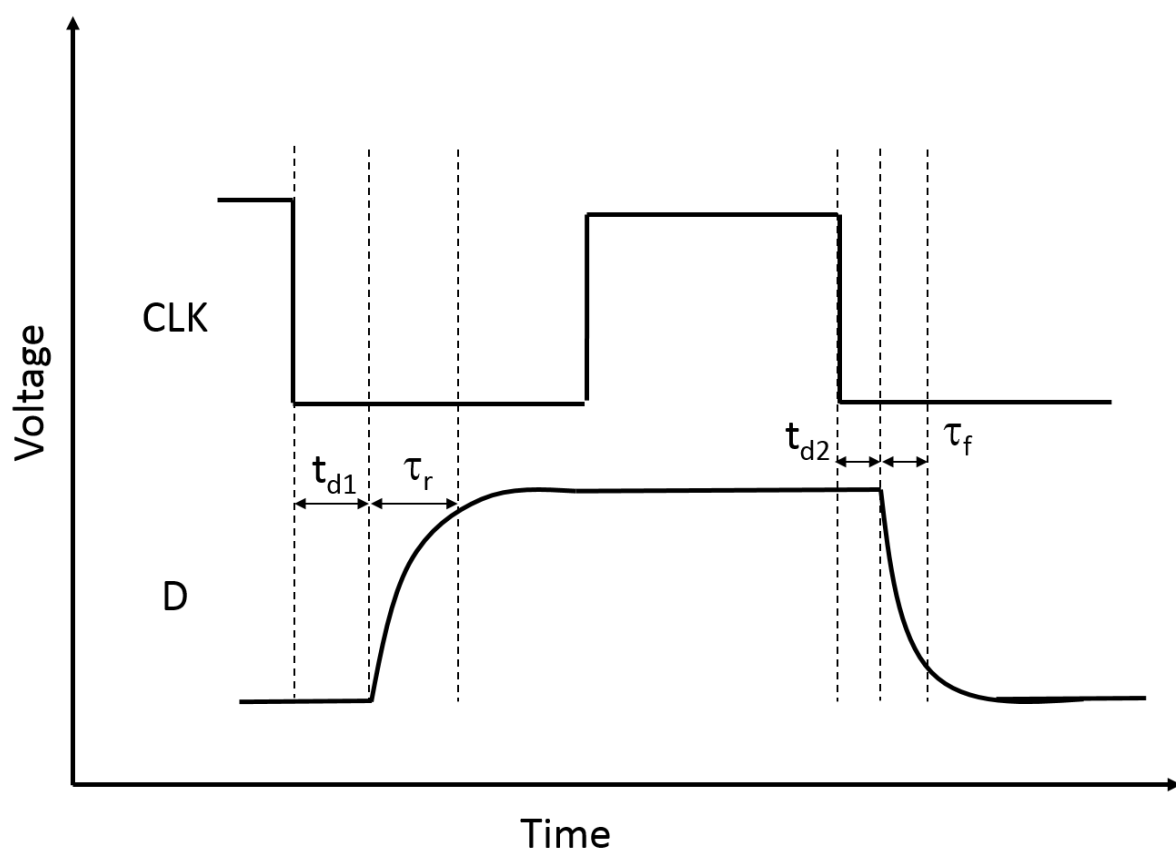 Voltage
CLK
t_d1
τ_r
t_d2
τ_f
D
Time